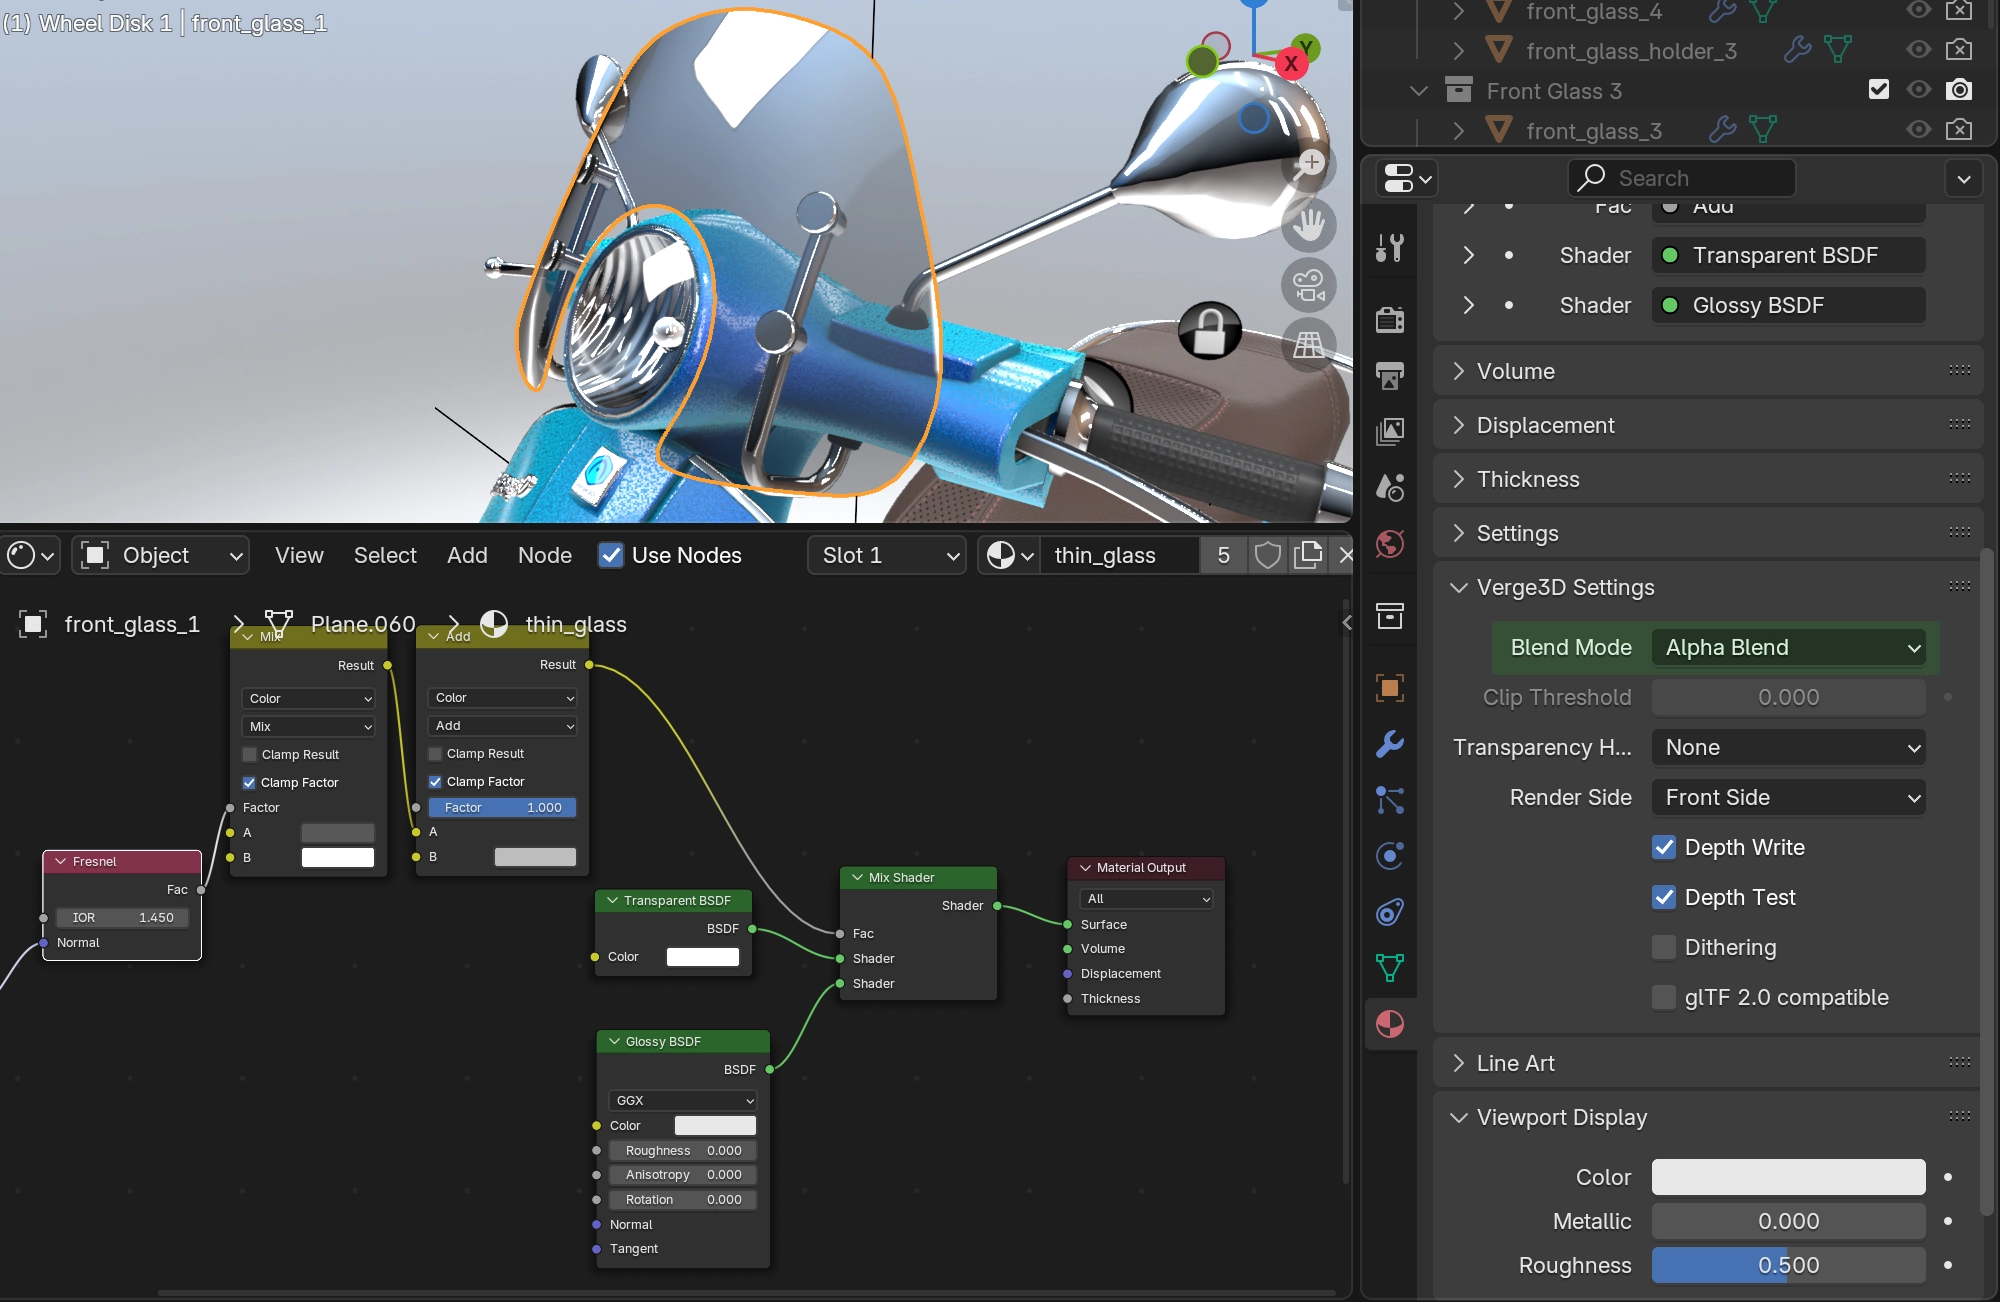 (1) Wheel Disk 1 | front_glass_1
Y
X
front_glass_4
front_glass_holder_3
Front Glass 3
front_glass_3
Search
Fac Add
Shader Transparent BSDF
Shader Glossy BSDF
Volume
Displacement
Thickness
Settings
Verge3D Settings
Blend Mode Alpha Blend
Clip Threshold 0.000
Transparency H... None
Render Side Front Side
Depth Write
Depth Test
Dithering
glTF 2.0 compatible
Line Art
Viewport Display
Color
Metallic 0.000
Roughness 0.500
Object View Select Add Node Use Nodes Slot 1 thin_glass 5
front_glass_1 Plane.060 thin_glass
Mix
Result
Color
Mix
Clamp Result
Clamp Factor
Factor
A
B
Add
Result
Color
Add
Clamp Result
Clamp Factor
Factor 1.000
A
B
Fresnel
Fac
IOR 1.450
Normal
Transparent BSDF
BSDF
Color
Glossy BSDF
BSDF
GGX
Color
Roughness 0.000
Anisotropy 0.000
Rotation 0.000
Normal
Tangent
Mix Shader
Shader
Fac
Shader
Shader
Material Output
All
Surface
Volume
Displacement
Thickness